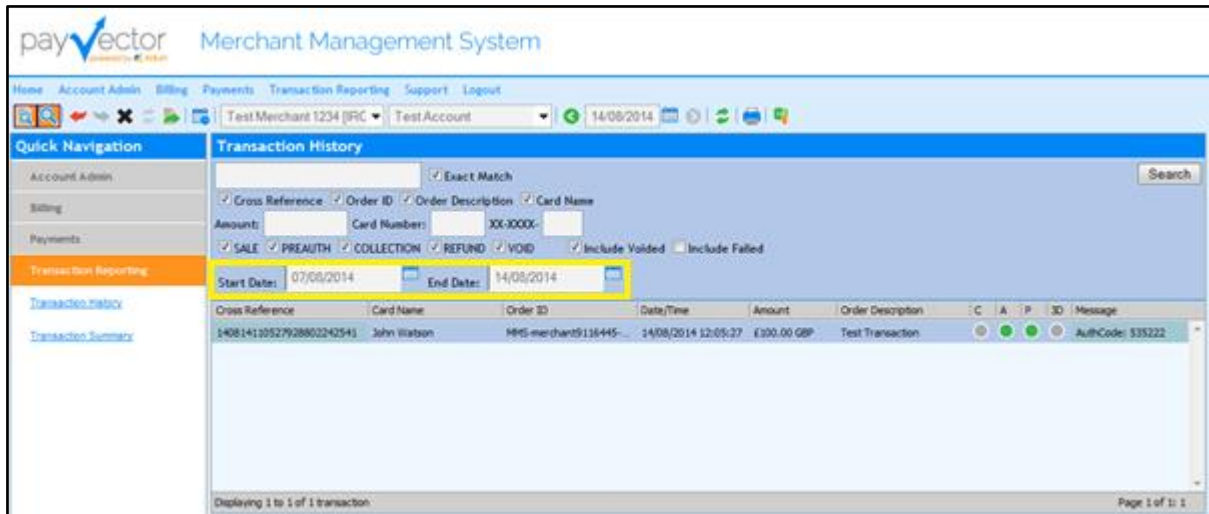 payvector Merchant Management System
Home Account Admin Billing Payments Transaction Reporting Support Logout
Test Merchant 1234 [IRC Test Account 14/08/2014
Quick Navigation
Transaction History
Account Admin
Billing
Payments
Transaction Reporting
Transaction History
Transaction Summary
Exact Match
Search
Cross Reference Order ID Order Description Card Name
Amount: Card Number: XX-XXXX-
SALE PREAUTH COLLECTION REFUND VOID Include Voided Include Failed
Start Date: 07/08/2014 End Date: 14/08/2014
Cross Reference Card Name Order ID Date/Time Amount Order Description C A P 3D Message
John Watson MMS-merchant9116445-... 14/08/2014 12:05:27 £100.00 GBP Test Transaction AuthCode: 535222
Displaying 1 to 1 of 1 transaction Page 1 of 1: 1